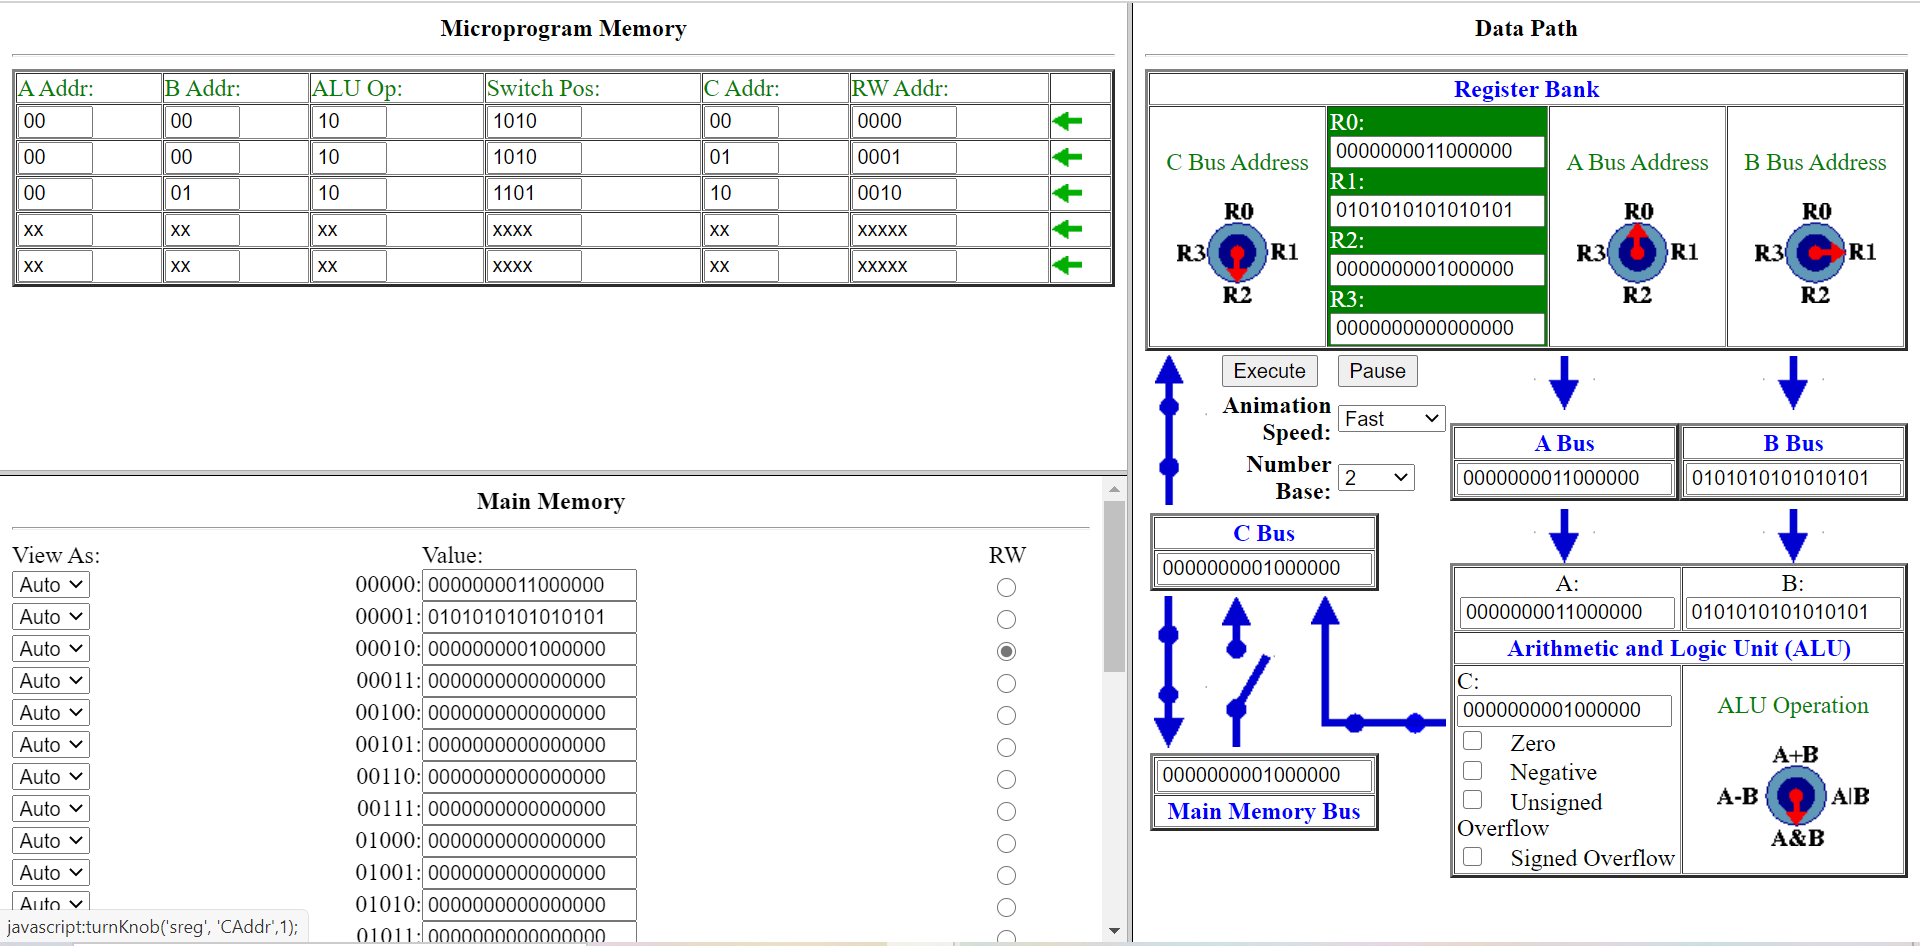 Microprogram Memory
A Addr: B Addr: ALU Op: Switch Pos: C Addr: RW Addr:
00 00 10 1010 00 0000
00 00 10 1010 01 0001
00 01 10 1101 10 0010
xx xx xx xxxx xx xxxxx
xx xx xx xxxx xx xxxxx
Main Memory
View As: Value: RW
Auto 00000: 0000000011000000
Auto 00001: 0101010101010101
Auto 00010: 0000000001000000
Auto 00011: 0000000000000000
Auto 00100: 0000000000000000
Auto 00101: 0000000000000000
Auto 00110: 0000000000000000
Auto 00111: 0000000000000000
Auto 01000: 0000000000000000
Auto 01001: 0000000000000000
Auto 01010: 0000000000000000
01011: 0000000000000000
javascript:turnKnob('sreg', 'CAddr',1);
Data Path
Register Bank
C Bus Address
R0
R3 R1
R2
R0:
0000000011000000
R1:
0101010101010101
R2:
0000000001000000
R3:
0000000000000000
A Bus Address
R0
R3 R1
R2
B Bus Address
R0
R3 R1
R2
Execute Pause
Animation
Speed: Fast
Number
Base: 2
A Bus
0000000011000000
B Bus
0101010101010101
C Bus
0000000001000000
0000000001000000
Main Memory Bus
A:
0000000011000000
B:
0101010101010101
Arithmetic and Logic Unit (ALU)
C:
0000000001000000
Zero
Negative
Unsigned
Overflow
Signed Overflow
ALU Operation
A+B
A-B A|B
A&B